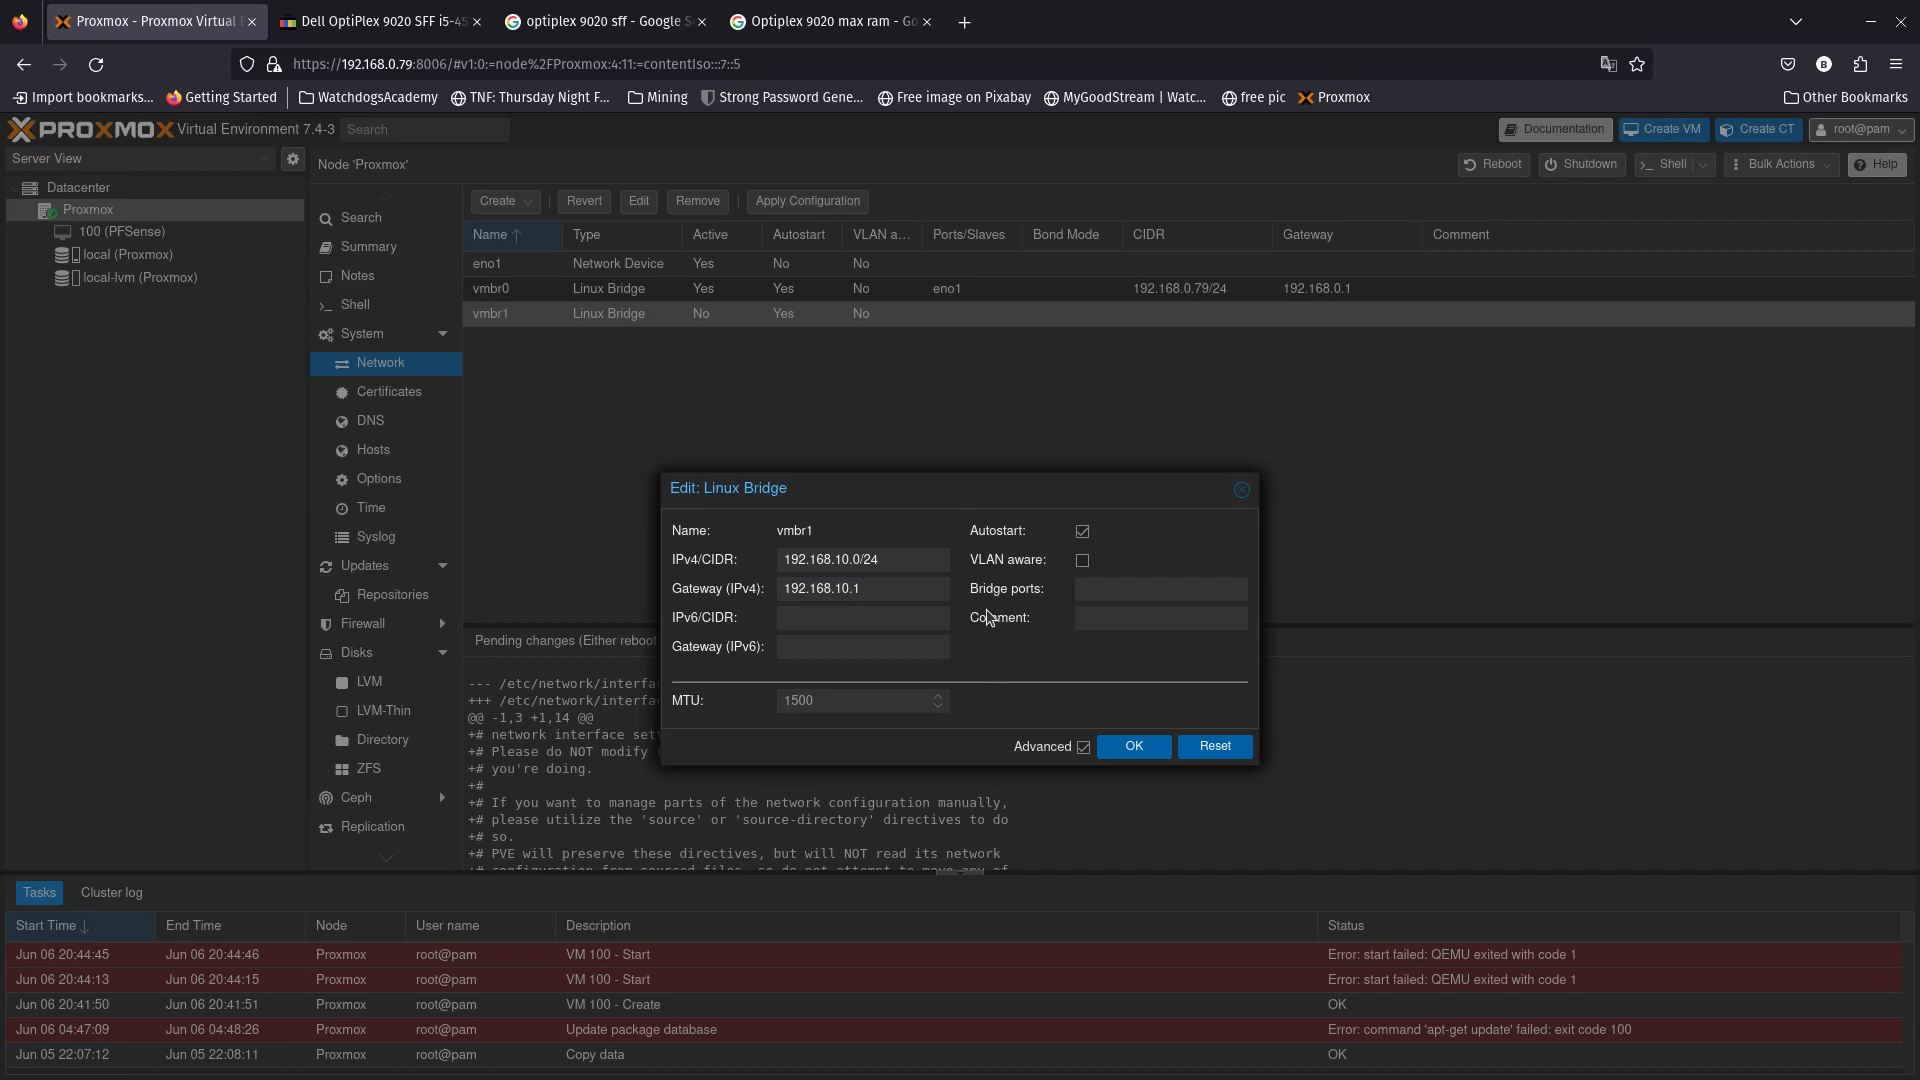 Proxmox - Proxmox Virtual
Dell OptiPlex 9020 SFF i5-45
optiplex 9020 sff - Google S
Optiplex 9020 max ram - Go
https://192.168.0.79:8006/#v1:0:=node%2FProxmox:4:11:=contentIso:::7::5
Import bookmarks... Getting Started WatchdogsAcademy TNF: Thursday Night F... Mining Strong Password Gene... Free image on Pixabay MyGoodStream | Watc... free pic Proxmox Other Bookmarks
PROXMOX Virtual Environment 7.4-3 Search Documentation Create VM Create CT root@pam
Server View Node 'Proxmox' Reboot Shutdown Shell Bulk Actions Help
Datacenter
Proxmox
100 (PFSense)
local (Proxmox)
local-lvm (Proxmox)
Search
Summary
Notes
Shell
System
Network
Certificates
DNS
Hosts
Options
Time
Syslog
Updates
Repositories
Firewall
Disks
LVM
LVM-Thin
Directory
ZFS
Ceph
Replication
Create Revert Edit Remove Apply Configuration
Name Type Active Autostart VLAN a... Ports/Slaves Bond Mode CIDR Gateway Comment
eno1 Network Device Yes No No
vmbr0 Linux Bridge Yes Yes No eno1 192.168.0.79/24 192.168.0.1
vmbr1 Linux Bridge No Yes No
Edit: Linux Bridge
Name: vmbr1 Autostart:
IPv4/CIDR: 192.168.10.0/24 VLAN aware:
Gateway (IPv4): 192.168.10.1 Bridge ports:
IPv6/CIDR: Comment:
Gateway (IPv6):
MTU: 1500
Advanced OK Reset
Pending changes (Either reboot
--- /etc/network/interfa
+++ /etc/network/interfa
@@ -1,3 +1,14 @@
+# network interface set
+# Please do NOT modify
+# you're doing.
+#
+# If you want to manage parts of the network configuration manually,
+# please utilize the 'source' or 'source-directory' directives to do
+# so.
+# PVE will preserve these directives, but will NOT read its network
+# configuration from sourced files, so do not attempt to move any of
Tasks Cluster log
Start Time End Time Node User name Description Status
Jun 06 20:44:45 Jun 06 20:44:46 Proxmox root@pam VM 100 - Start Error: start failed: QEMU exited with code 1
Jun 06 20:44:13 Jun 06 20:44:15 Proxmox root@pam VM 100 - Start Error: start failed: QEMU exited with code 1
Jun 06 20:41:50 Jun 06 20:41:51 Proxmox root@pam VM 100 - Create OK
Jun 06 04:47:09 Jun 06 04:48:26 Proxmox root@pam Update package database Error: command 'apt-get update' failed: exit code 100
Jun 05 22:07:12 Jun 05 22:08:11 Proxmox root@pam Copy data OK